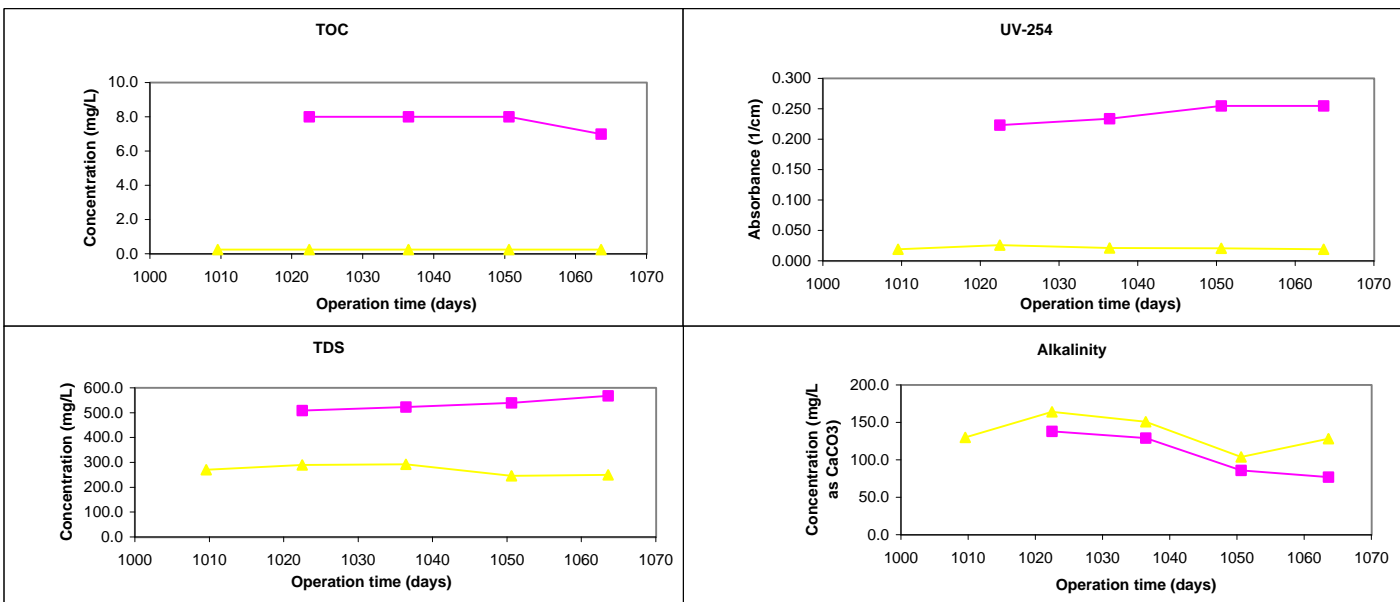 TOC
Concentration (mg/L)
10.0
8.0
6.0
4.0
2.0
0.0
1000 1010 1020 1030 1040 1050 1060 1070
Operation time (days)
UV-254
Absorbance (1/cm)
0.300
0.250
0.200
0.150
0.100
0.050
0.000
1000 1010 1020 1030 1040 1050 1060 1070
Operation time (days)
TDS
Concentration (mg/L)
600.0
500.0
400.0
300.0
200.0
100.0
0.0
1000 1010 1020 1030 1040 1050 1060 1070
Operation time (days)
Alkalinity
Concentration (mg/L
as CaCO3)
200.0
150.0
100.0
50.0
0.0
1000 1010 1020 1030 1040 1050 1060 1070
Operation time (days)